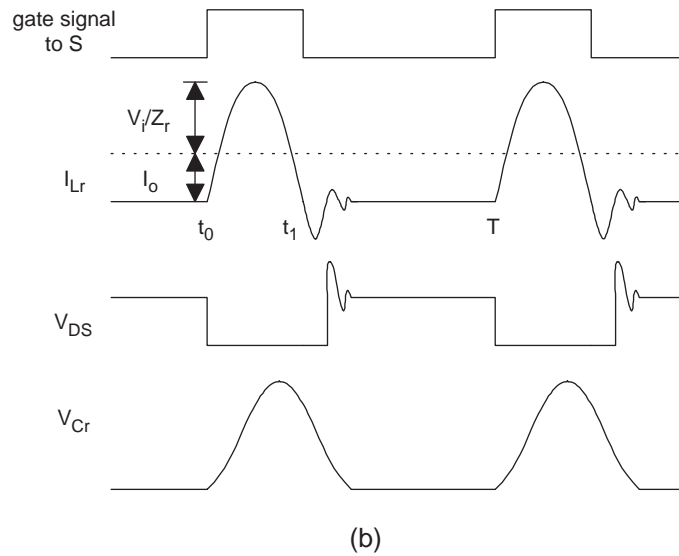 gate signal
to S
V_i/Z_r
I_Lr
I_o
t_0
t_1
T
V_DS
V_Cr
(b)